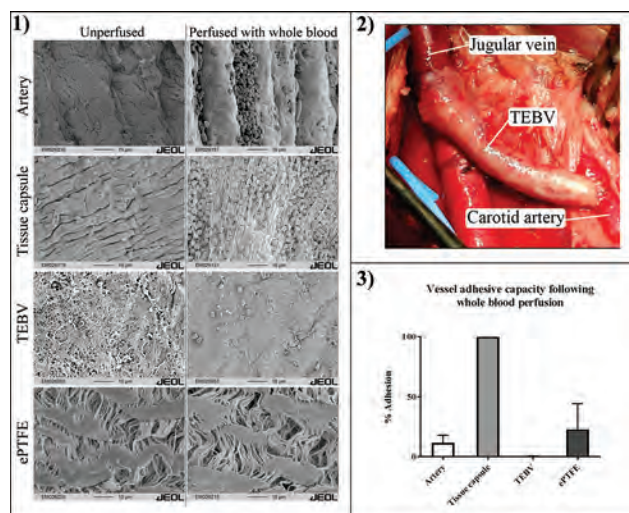 1)
Unperfused
Perfused with whole blood
Artery
JEOL
JEOL
Tissue capsule
JEOL
JEOL
TEBV
JEOL
JEOL
ePTFE
JEOL
JEOL
2)
Jugular vein
TEBV
Carotid artery
3)
Vessel adhesive capacity following
whole blood perfusion
% Adhesion
100
50
0
Artery
Tissue capsule
TEBV
ePTFE